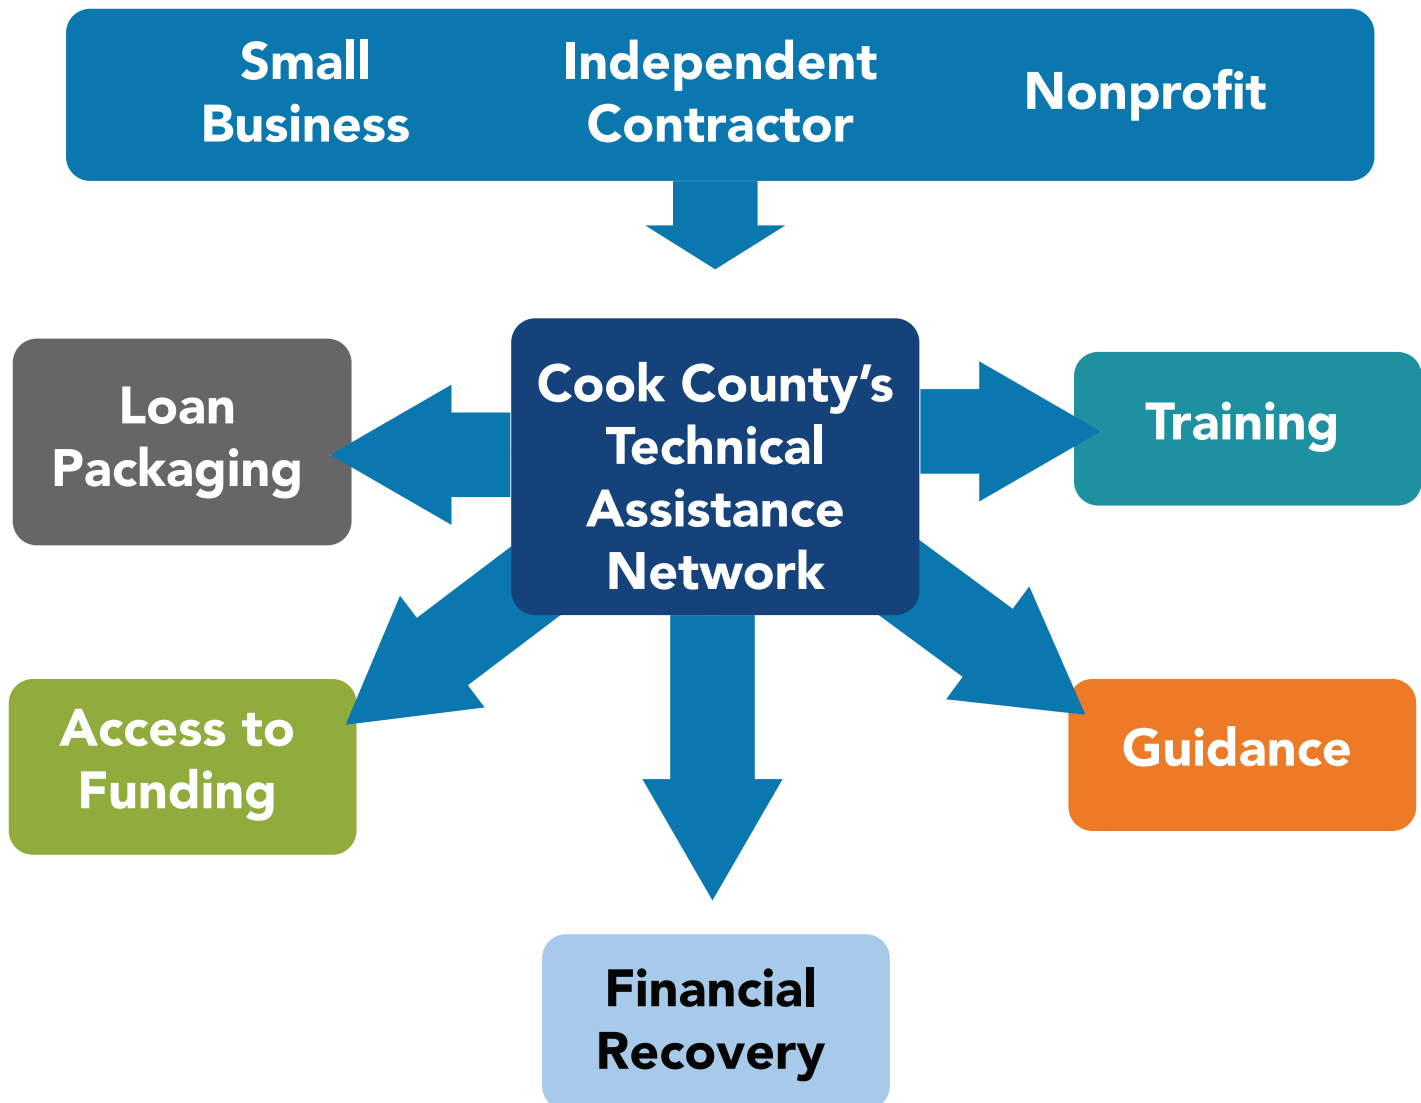 Small
Business
Independent
Contractor
Nonprofit
Loan
Packaging
Cook County’s
Technical
Assistance
Network
Training
Access to
Funding
Guidance
Financial
Recovery